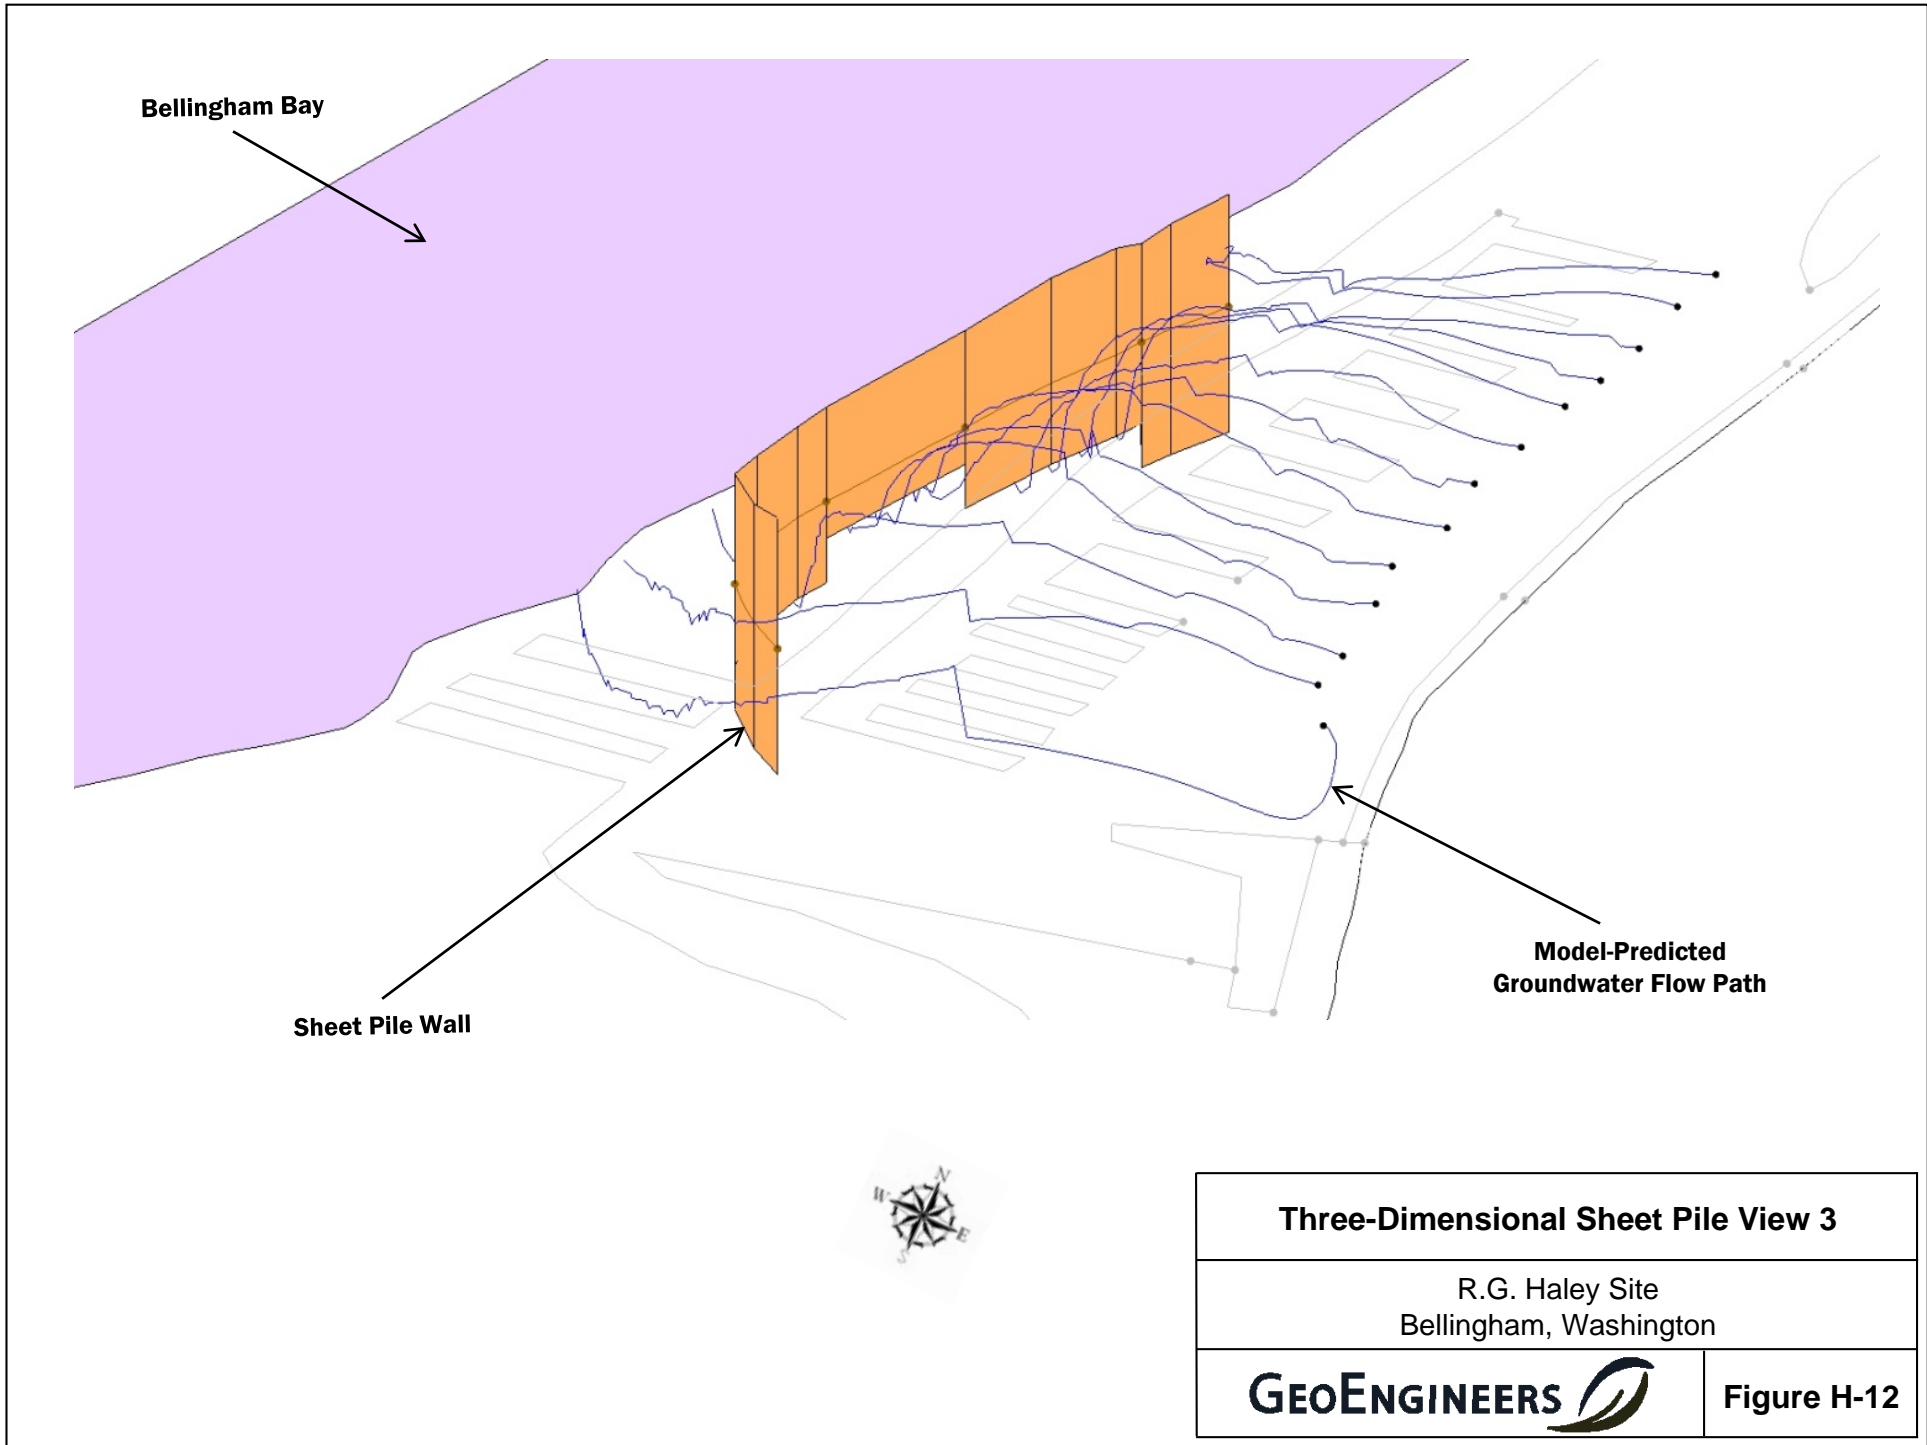 Bellingham Bay
Sheet Pile Wall
Model-Predicted
Groundwater Flow Path
N
W
E
S
Three-Dimensional Sheet Pile View 3
R.G. Haley Site
Bellingham, Washington
GEOENGINEERS
Figure H-12